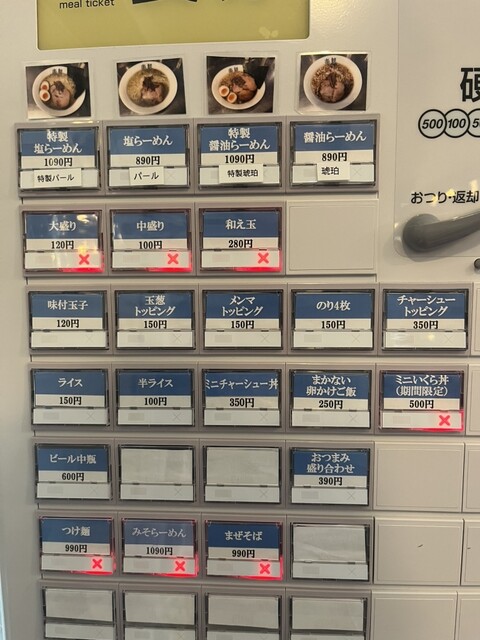 meal ticket
硬
500 100 50
おつり・返却
特製
塩らーめん
1090円
特製パール
塩らーめん
890円
パール
特製
醤油らーめん
1090円
特製琥珀
醤油らーめん
890円
琥珀
大盛り
120円
中盛り
100円
和え玉
280円
味付玉子
120円
玉葱
トッピング
150円
メンマ
トッピング
150円
のり4枚
150円
チャーシュー
トッピング
350円
ライス
150円
半ライス
100円
ミニチャーシュー丼
350円
まかない
卵かけご飯
250円
ミニいくら丼
(期間限定)
500円
ビール中瓶
600円
おつまみ
盛り合わせ
390円
つけ麺
990円
みそらーめん
1090円
まぜそば
990円